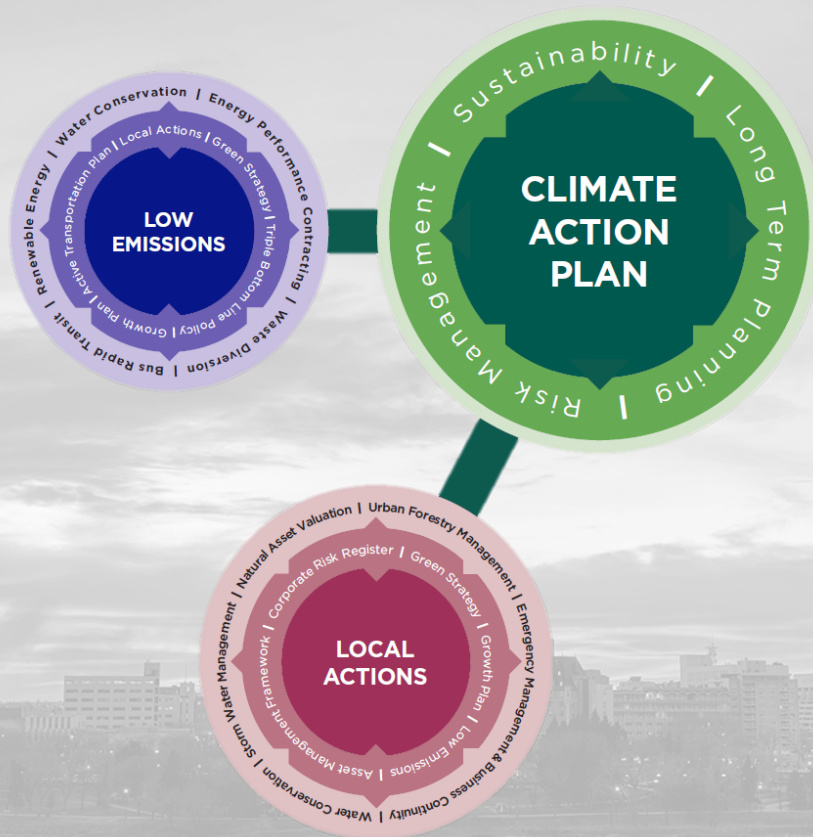 CLIMATE
ACTION
PLAN
Sustainability | Long Term Planning | Risk Management |
LOW
EMISSIONS
Local Actions | Green Strategy | Triple Bottom Line Policy | Growth Plan | Active Transportation Plan |
Water Conservation | Energy Performance Contracting | Waste Diversion | Bus Rapid Transit | Renewable Energy |
LOCAL
ACTIONS
Corporate Risk Register | Green Strategy | Growth Plan | Low Emissions | Asset Management Framework |
Natural Asset Valuation | Urban Forestry Management | Emergency Management & Business Continuity | Water Conservation | Storm Water Management |